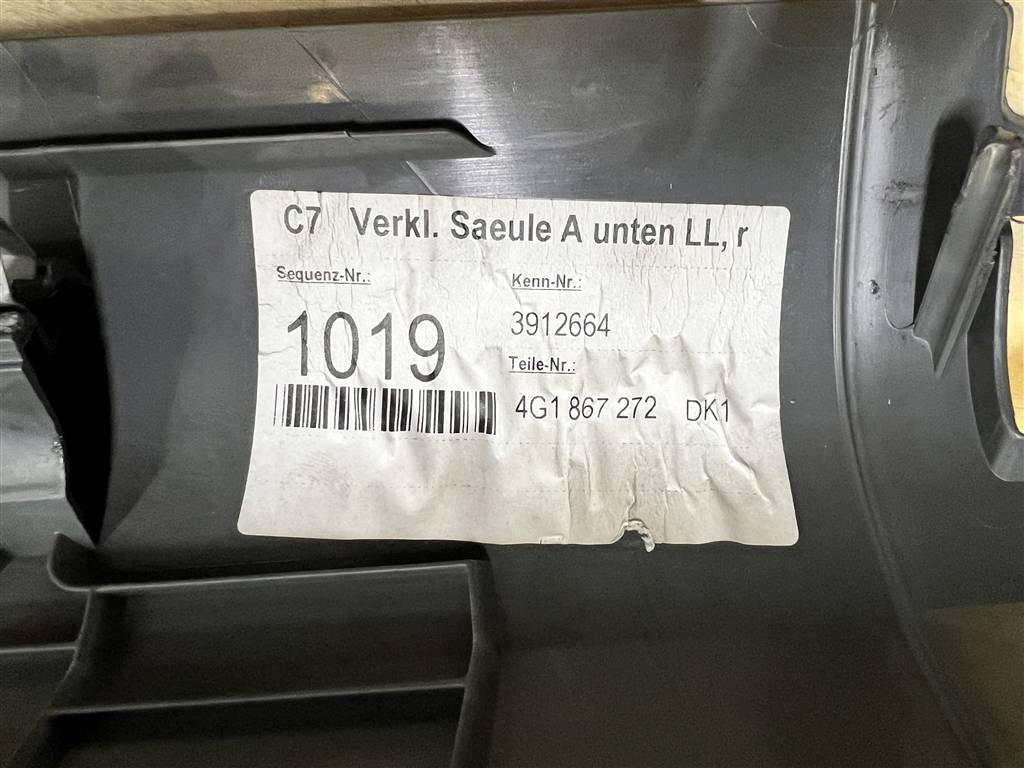 C7 Verkl. Saeule A unten LL, r
Sequenz-Nr.:
Kenn-Nr.:
1019
3912664
Teile-Nr.:
4G1 867 272 DK1